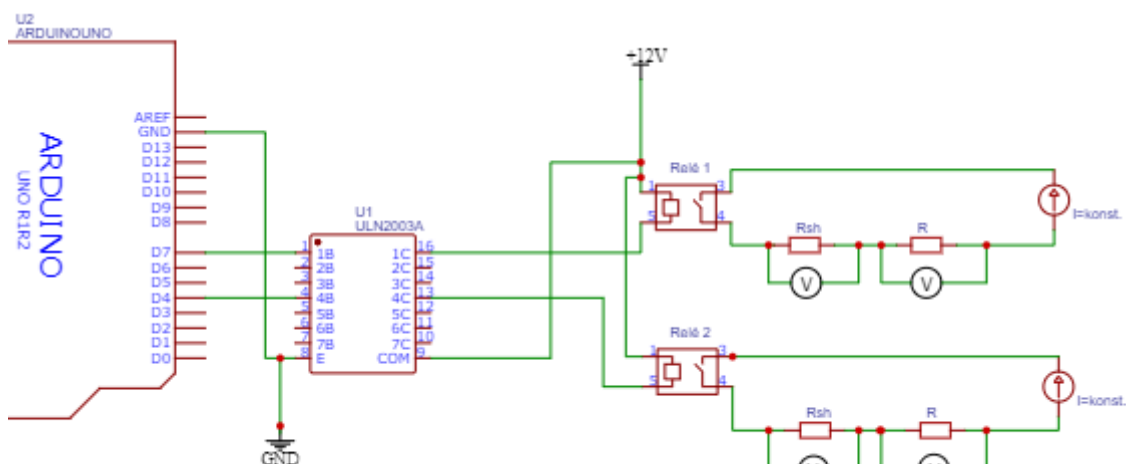 U2
ARDUINOUNO
ARDUINO
UNO R1R2
AREF
GND
D13
D12
D11
D10
D9
D8
D7
D6
D5
D4
D3
D2
D1
D0
U1
ULN2003A
1 1B 1C 16
2 2B 2C 15
3 3B 3C 14
4 4B 4C 13
5 5B 5C 12
6 6B 6C 11
7 7B 7C 10
8 E COM 9
GND
+12V
Relé 1
1 3
5 4
I=konst.
Rsh R
V V
Relé 2
1 3
5 4
I=konst.
Rsh R